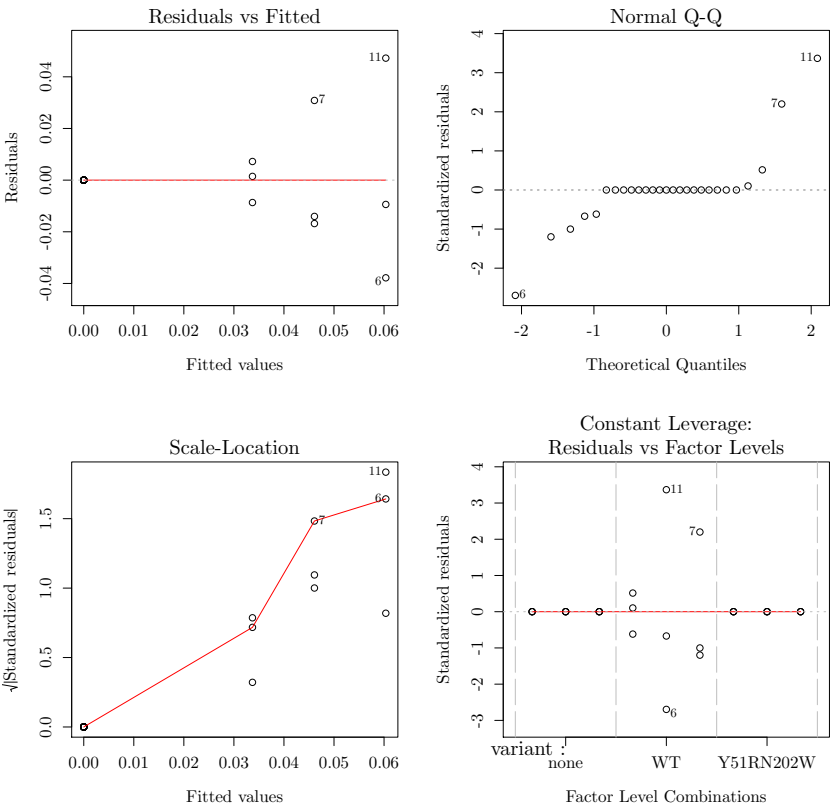 Residuals vs Fitted
Residuals
0.04
0.02
0.00
-0.02
-0.04
11
7
6
0.00 0.01 0.02 0.03 0.04 0.05 0.06
Fitted values
Normal Q-Q
Standardized residuals
4
3
2
1
0
-1
-2
11
7
6
-2 -1 0 1 2
Theoretical Quantiles
Scale-Location
√|Standardized residuals|
1.5
1.0
0.5
0.0
11
6
7
0.00 0.01 0.02 0.03 0.04 0.05 0.06
Fitted values
Constant Leverage:
Residuals vs Factor Levels
Standardized residuals
4
3
2
1
0
-1
-2
-3
11
7
6
variant :
none WT Y51RN202W
Factor Level Combinations